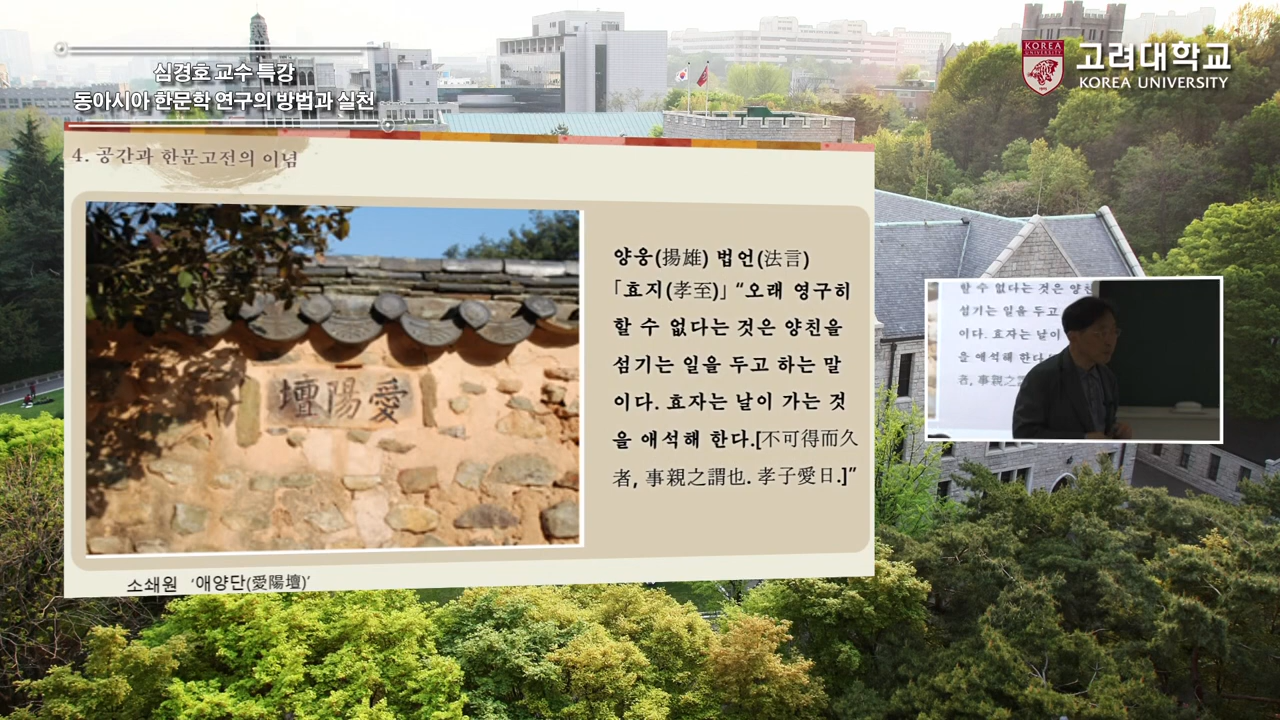 심경호 교수 특강
동아시아 한문학 연구의 방법과 실천
KOREA
UNIVERSITY
1905
고려대학교
KOREA UNIVERSITY
4. 공간과 한문고전의 이념
壇陽愛
양웅(揚雄) 법언(法言)
「효지(孝至)」 “오래 영구히
할 수 없다는 것은 양친을
섬기는 일을 두고 하는 말
이다. 효자는 날이 가는 것
을 애석해 한다.[不可得而久
者, 事親之謂也. 孝子愛日.]”
소쇄원 ‘애양단(愛陽壇)’
할 수 없다는 것은 양친
섬기는 일을 두고
이다. 효자는 날이
을 애석해 한다
者, 事親之